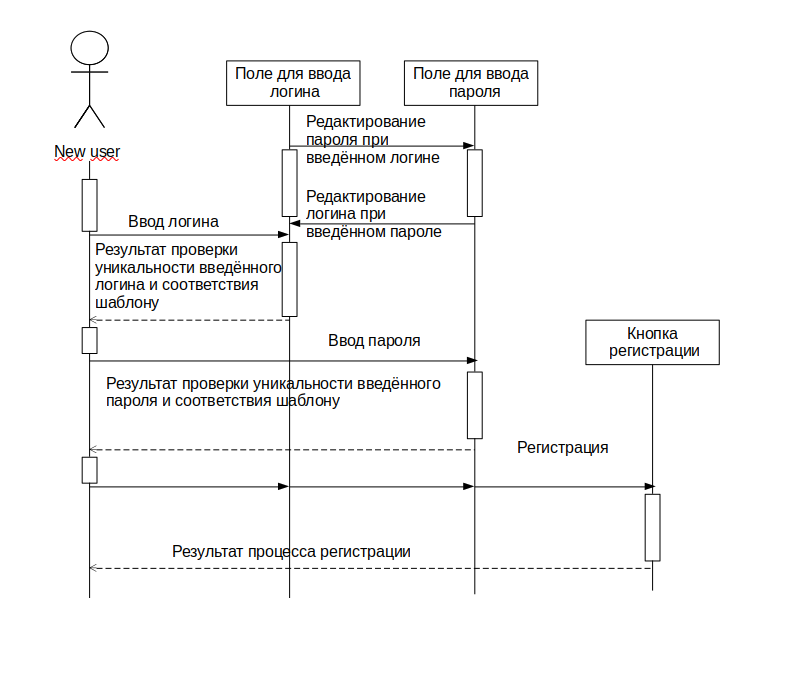 Поле для ввода
логина
Поле для ввода
пароля
Редактирование
пароля при
введённом логине
New user
Редактирование
логина при
введённом пароле
Ввод логина
Результат проверки
уникальности введённого
логина и соответствия
шаблону
Ввод пароля
Кнопка
регистрации
Результат проверки уникальности введённого
пароля и соответствия шаблону
Регистрация
Результат процесса регистрации